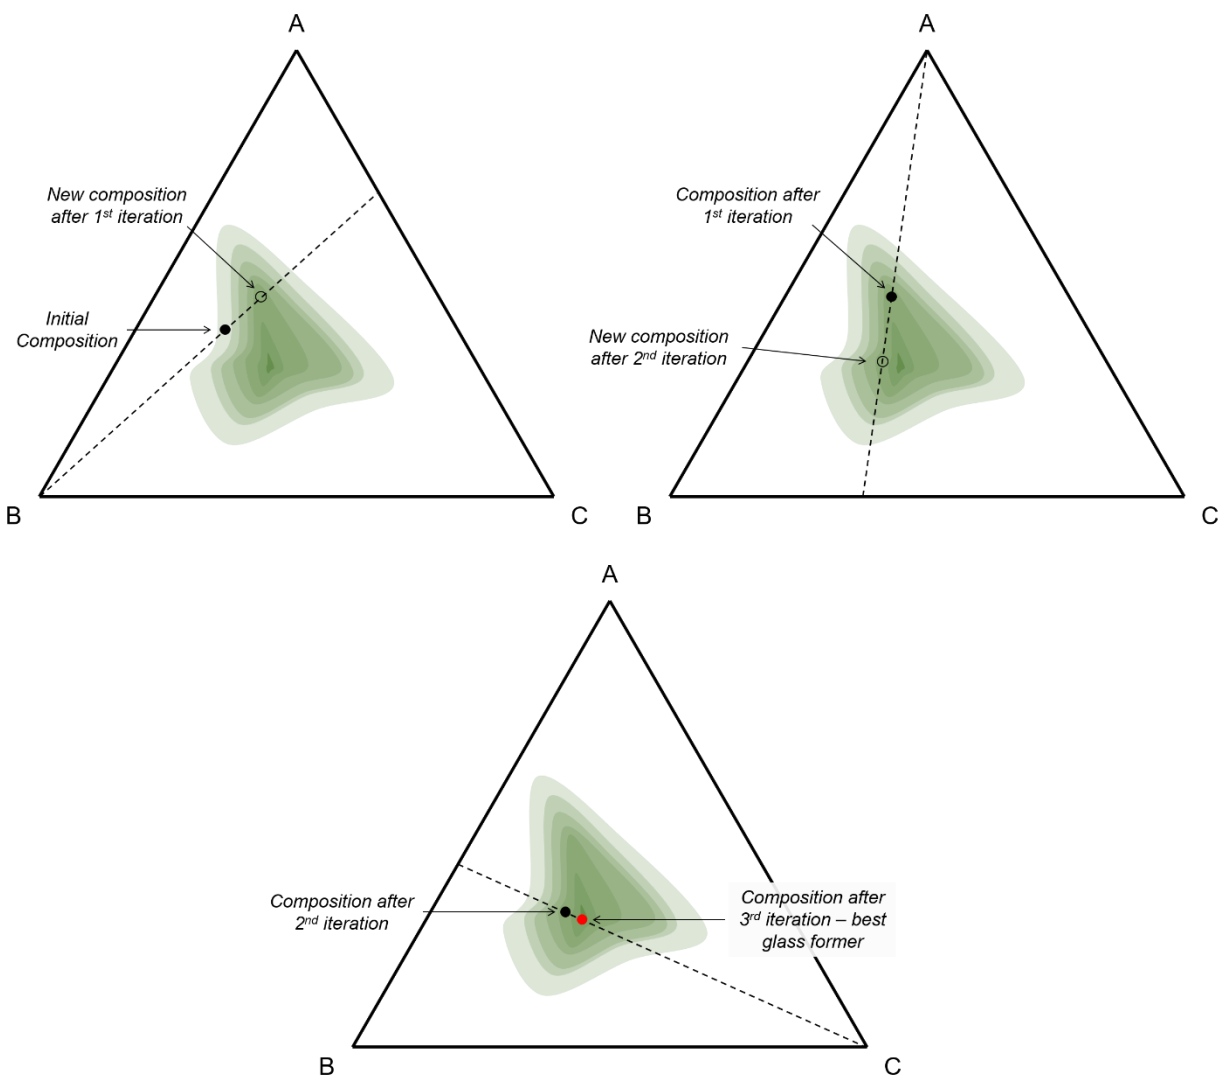 A
New composition
after 1st iteration
Initial
Composition
B
C
A
Composition after
1st iteration
New composition
after 2nd iteration
B
C
A
Composition after
2nd iteration
Composition after
3rd iteration – best
glass former
B
C